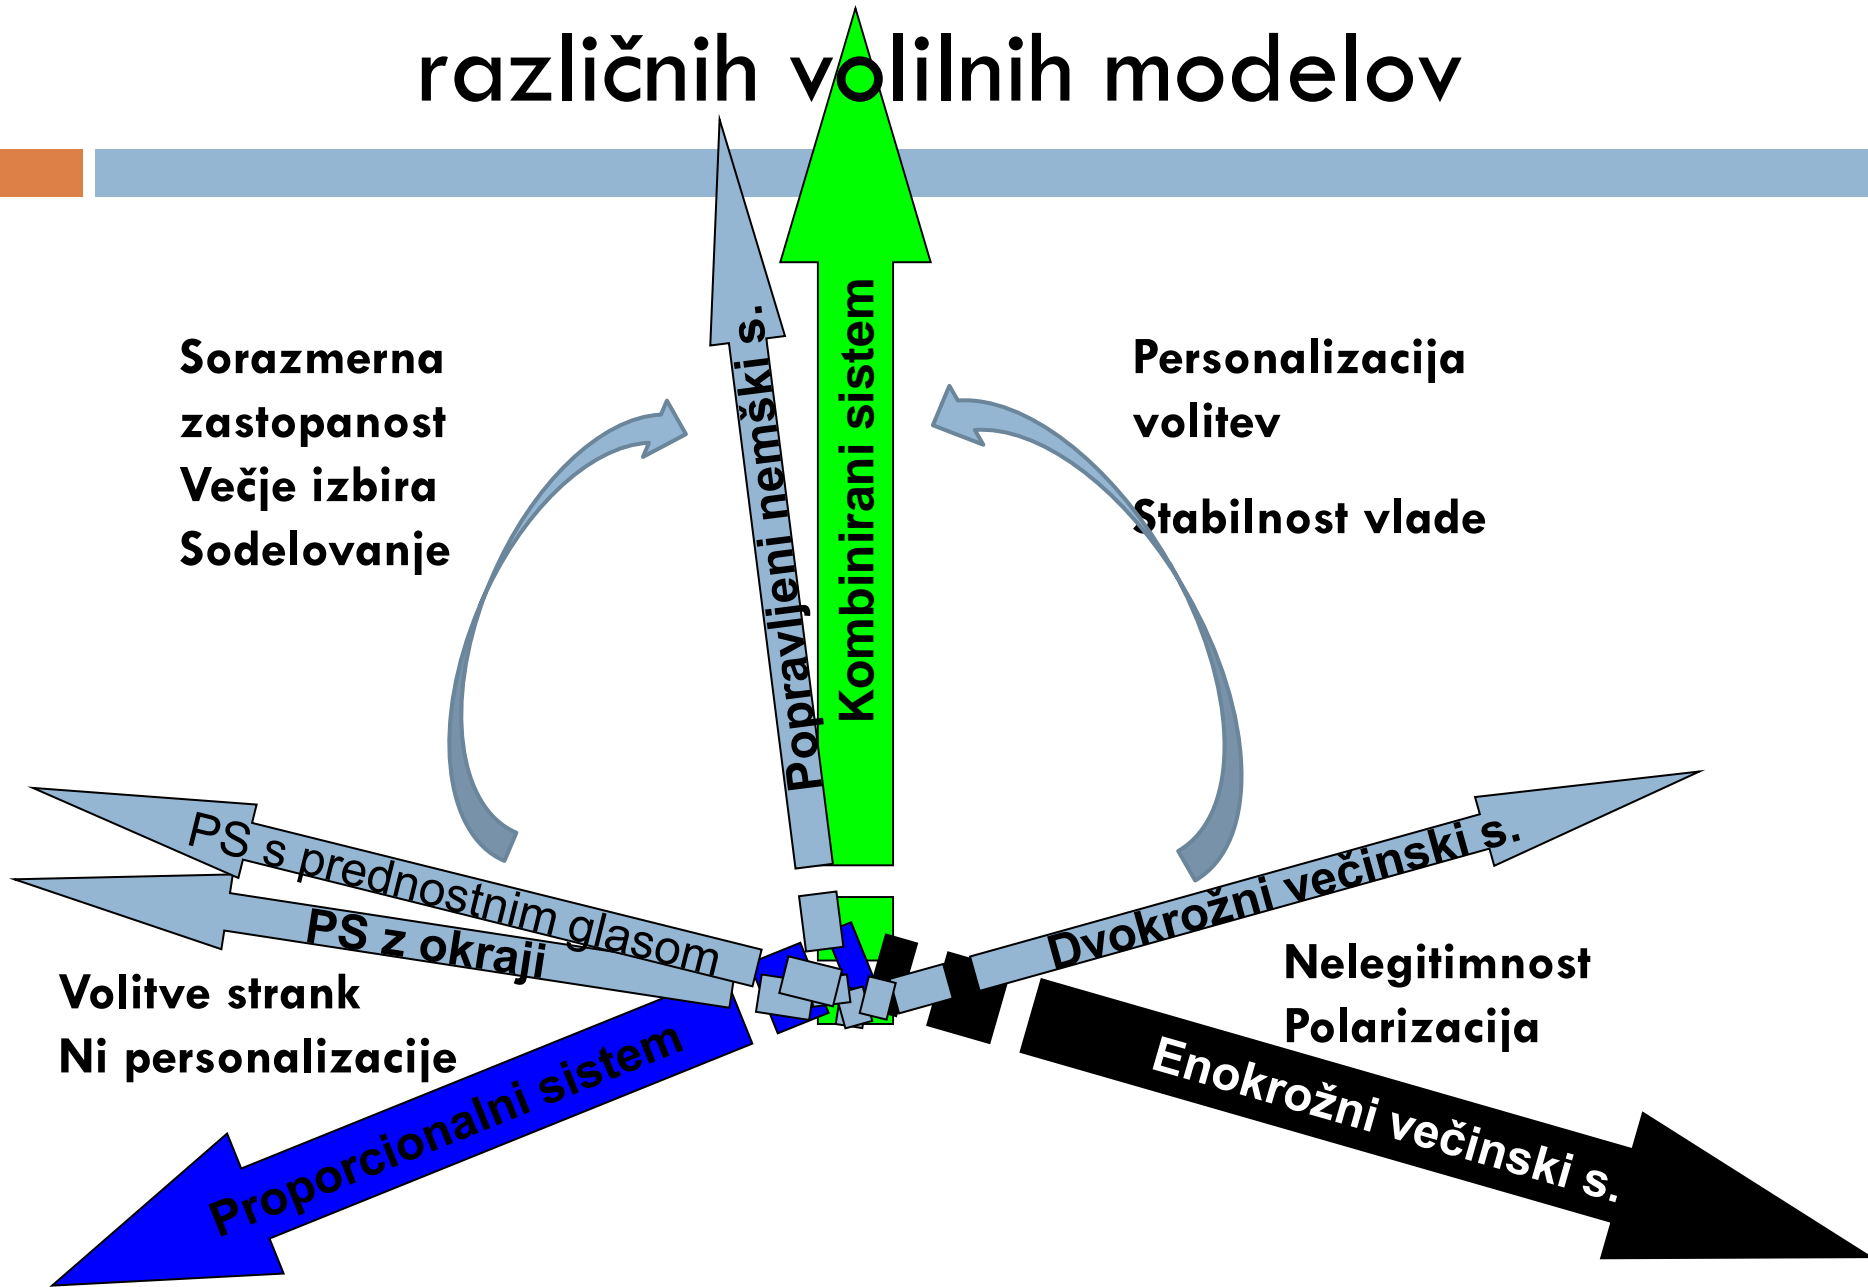 različnih volilnih modelov
Sorazmerna
zastopanost
Večje izbira
Sodelovanje
Popravljeni nemški s.
Kombinirani sistem
Personalizacija
volitev
Stabilnost vlade
PS s prednostnim glasom
PS z okraji
Dvokrožni večinski s.
Volitve strank
Ni personalizacije
Nelegitimnost
Polarizacija
Proporcionalni sistem
Enokrožni večinski s.